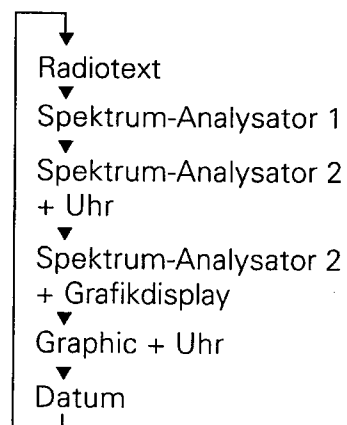 Radiotext
Spektrum-Analysator 1
Spektrum-Analysator 2
+ Uhr
Spektrum-Analysator 2
+ Grafikdisplay
Graphic + Uhr
Datum